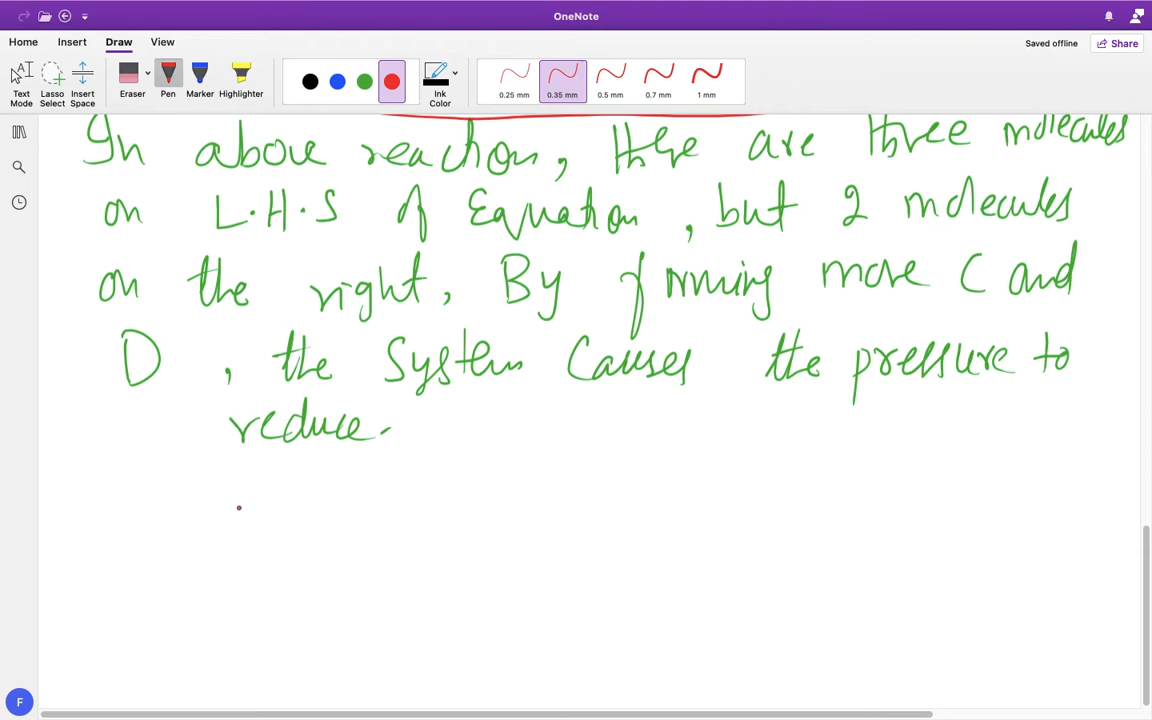 OneNote
Home Insert Draw View
Saved offline Share
Text Mode
Lasso Select
Insert Space
Eraser Pen Marker Highlighter
Ink Color
0.25 mm 0.35 mm 0.5 mm 0.7 mm 1 mm
In above reaction, there are three molecules
on L.H.S of Equation, but 2 molecules
on the right, By forming more C and
D, the System Causes the pressure to
reduce.
F